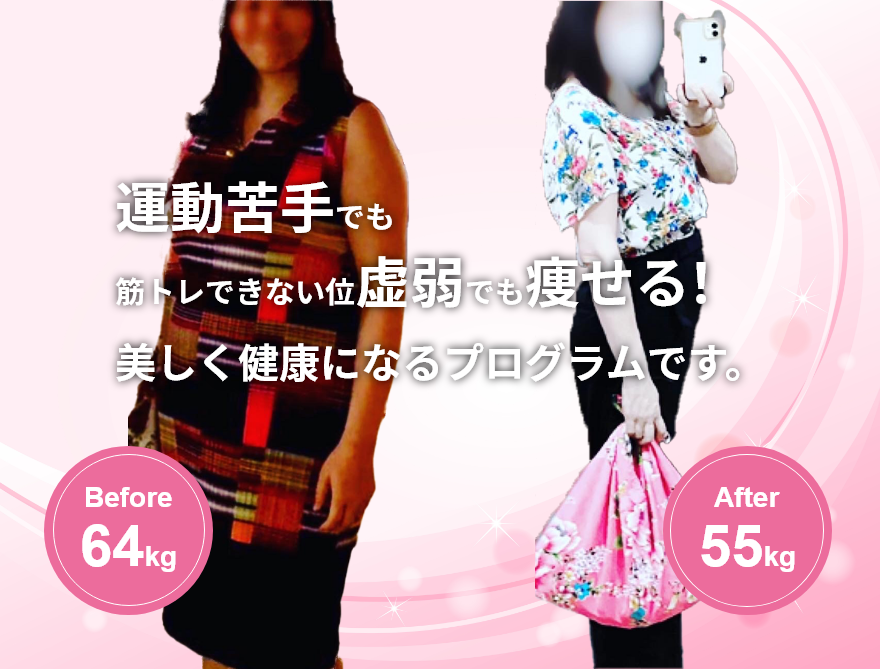 運動苦手でも
筋トレできない位虚弱でも痩せる!
美しく健康になるプログラムです。
Before
64kg
After
55kg